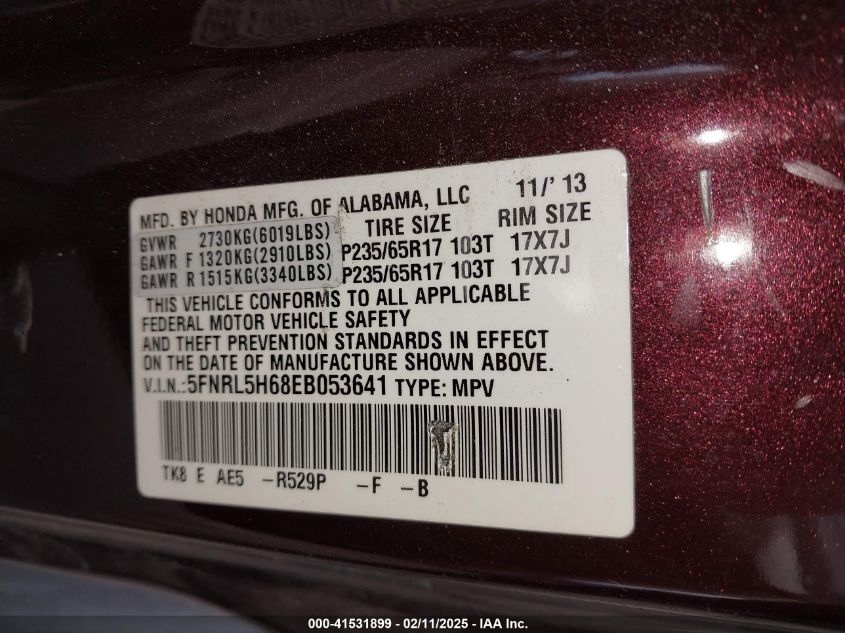 MFD. BY HONDA MFG. OF ALABAMA, LLC 11/' 13
GVWR 2730KG(6019LBS) TIRE SIZE RIM SIZE
GAWR F 1320KG(2910LBS) P235/65R17 103T 17X7J
GAWR R 1515KG(3340LBS) P235/65R17 103T 17X7J
THIS VEHICLE CONFORMS TO ALL APPLICABLE
FEDERAL MOTOR VEHICLE SAFETY
AND THEFT PREVENTION STANDARDS IN EFFECT
ON THE DATE OF MANUFACTURE SHOWN ABOVE.
V.I.N.: 5FNRL5H68EB053641 TYPE: MPV
TK8 E AE5 -R529P -F -B
000-41531899 - 02/11/2025 - IAA Inc.